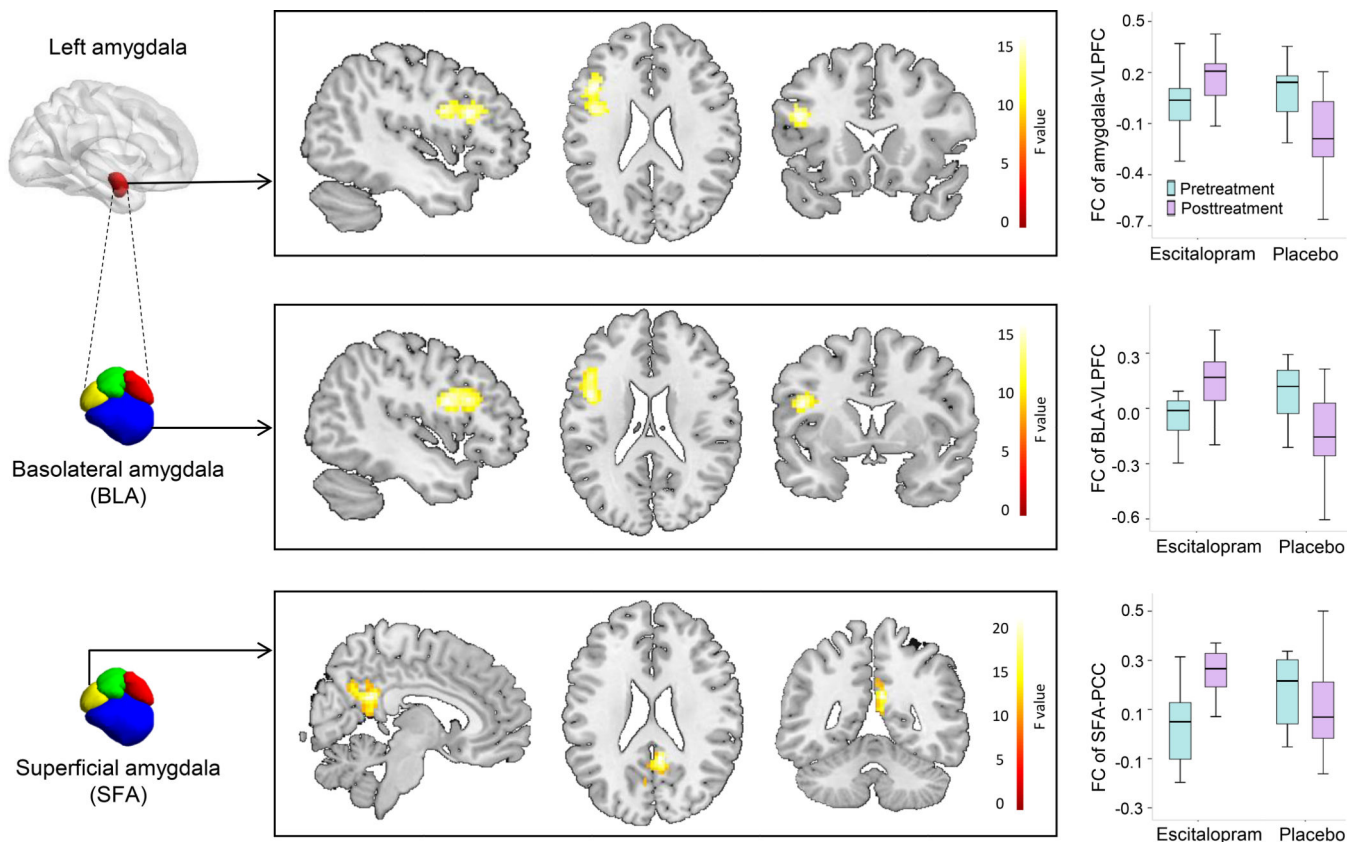 Left amygdala
15
10
5
0
F value
FC of amygdala-VLPFC
0.5
0.2
-0.1
-0.4
-0.7
Pretreatment
Posttreatment
Escitalopram
Placebo
Basolateral amygdala
(BLA)
15
10
5
0
F value
FC of BLA-VLPFC
0.3
0.0
-0.3
-0.6
Escitalopram
Placebo
Superficial amygdala
(SFA)
20
15
10
5
0
F value
FC of SFA-PCC
0.5
0.3
0.1
-0.1
-0.3
Escitalopram
Placebo